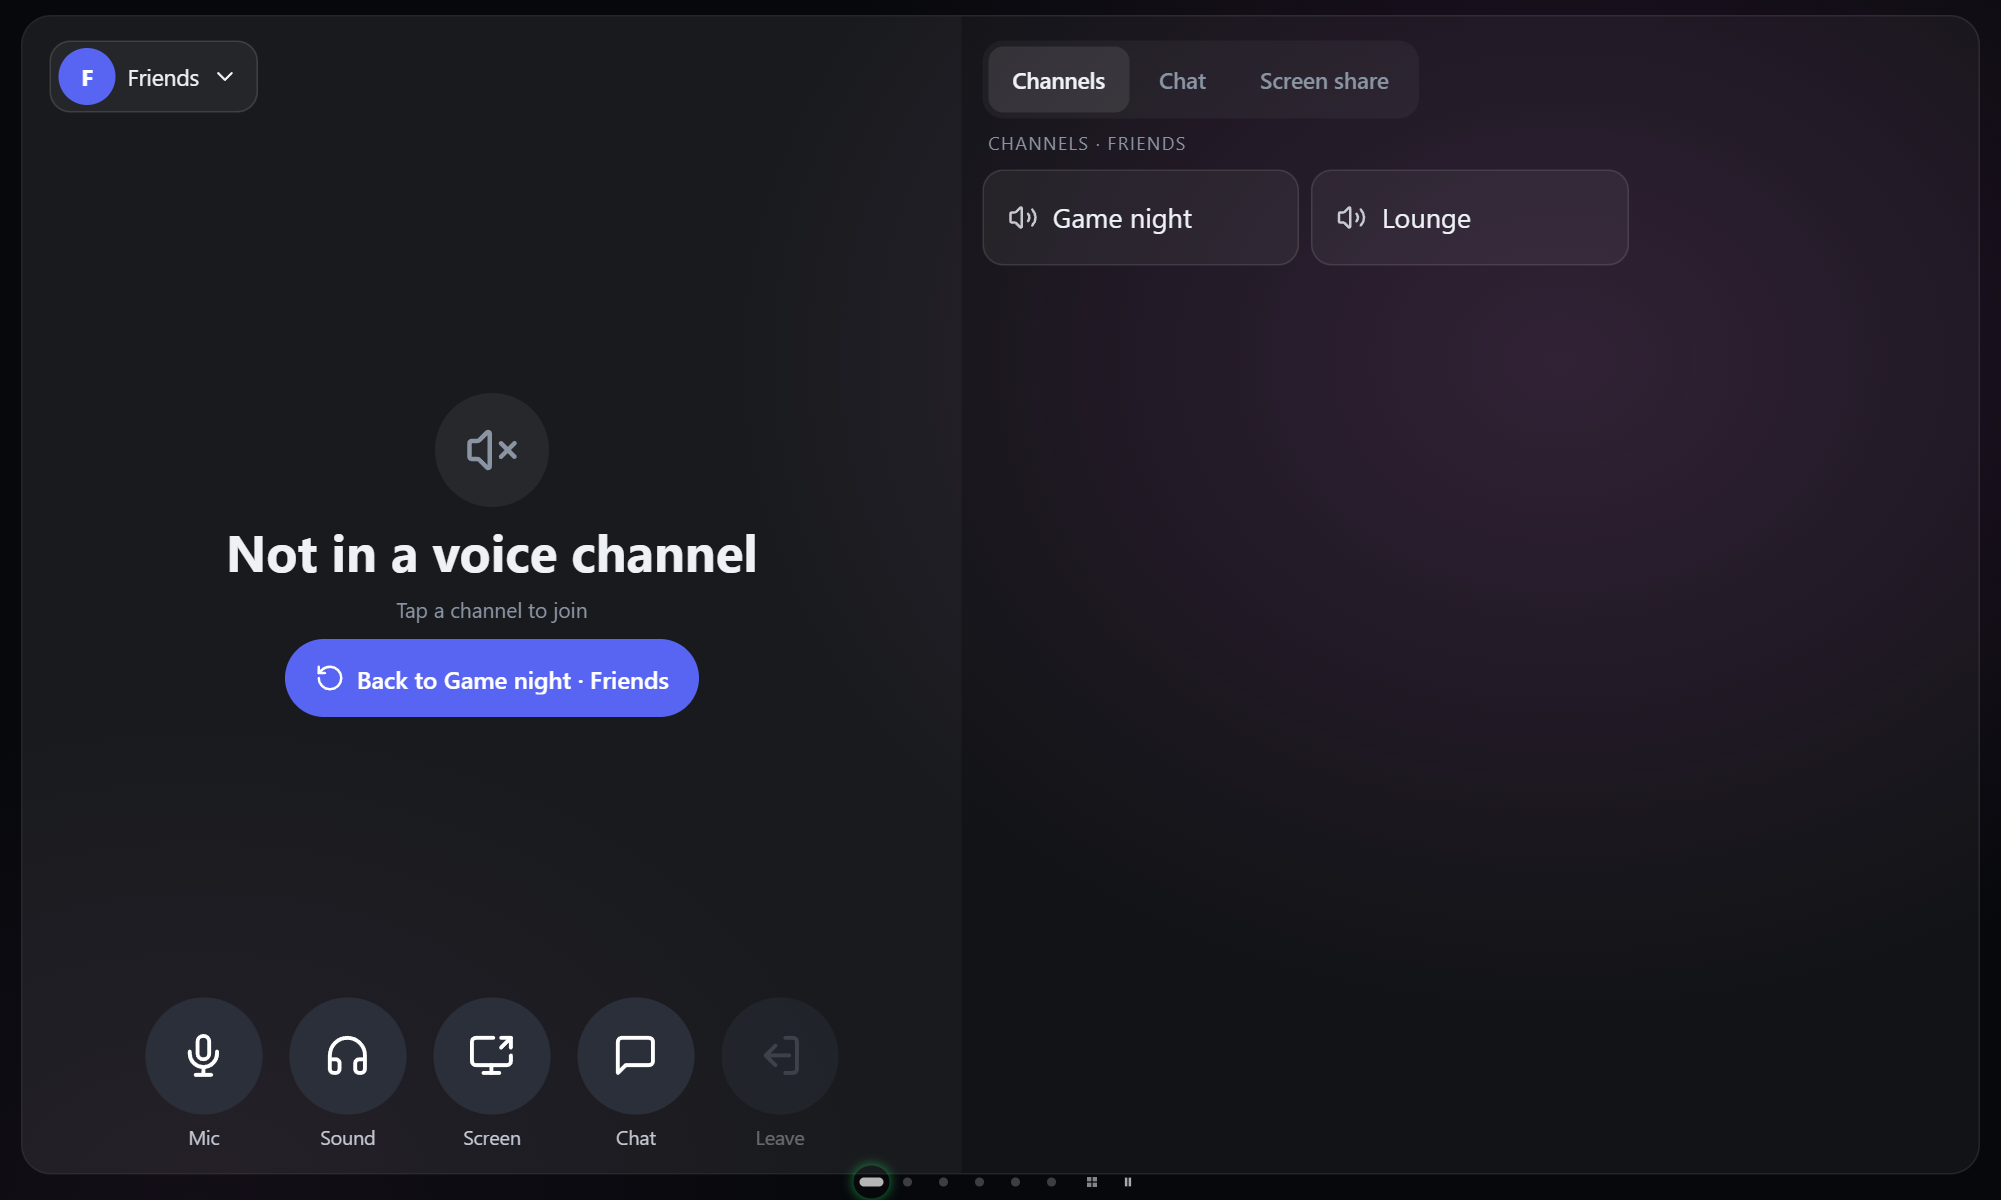 F Friends
Not in a voice channel
Tap a channel to join
Back to Game night · Friends
Mic Sound Screen Chat Leave
Channels Chat Screen share
CHANNELS · FRIENDS
Game night Lounge